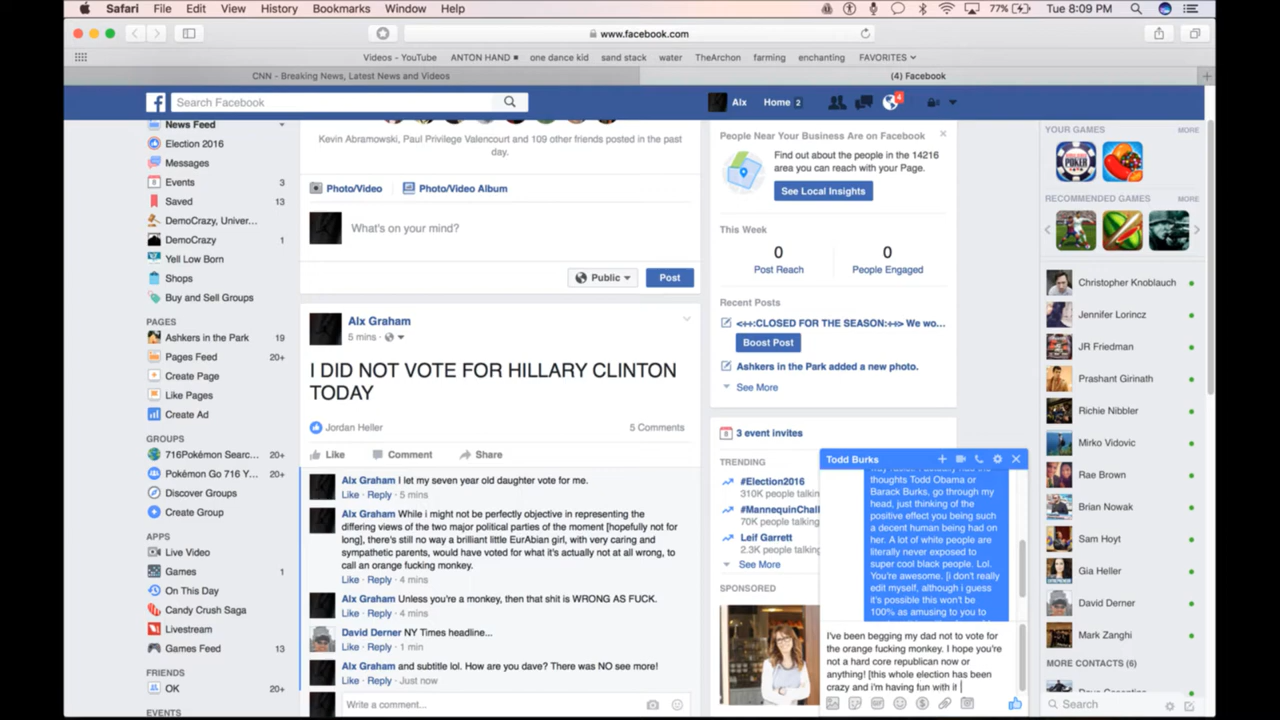 Safari File Edit View History Bookmarks Window Help 77% Tue 8:09 PM
www.facebook.com
Videos - YouTube ANTON HAND one dance kid sand stack water TheArchon farming enchanting FAVORITES
CNN - Breaking News, Latest News and Videos
(4) Facebook
Search Facebook
Alx Home 2 4
News Feed
Election 2016
Messages
Events 3
Saved 13
DemoCrazy, Univer...
DemoCrazy 1
Yell Low Born
Shops
Buy and Sell Groups
PAGES
Ashkers in the Park 19
Pages Feed 20+
Create Page
Like Pages
Create Ad
GROUPS
716Pokémon Searc... 20+
Pokémon Go 716 Y... 20+
Discover Groups
Create Group
APPS
Live Video
Games 1
On This Day
Candy Crush Saga
Livestream
Games Feed 13
FRIENDS
OK 20+
INTERESTS
Kevin Abramowski, Paul Privilege Valencourt and 109 other friends posted in the past
day.
Photo/Video Photo/Video Album
What's on your mind?
Public Post
Alx Graham
5 mins
I DID NOT VOTE FOR HILLARY CLINTON
TODAY
Jordan Heller 5 Comments
Like Comment Share
Alx Graham I let my seven year old daughter vote for me.
Like · Reply · 5 mins
Alx Graham While i might not be perfectly objective in representing the
differing views of the two major political parties of the moment [hopefully not for
long], there's still no way a brilliant little EurAbian girl, with very caring and
sympathetic parents, would have voted for what it's actually not at all wrong, to
call an orange fucking monkey.
Like · Reply · 4 mins
Alx Graham Unless you're a monkey, then that shit is WRONG AS FUCK.
Like · Reply · 4 mins
David Derner NY Times headline...
Like · Reply · 1 min
Alx Graham and subtitle lol. How are you dave? There was NO see more!
Like · Reply · Just now
Write a comment...
People Near Your Business Are on Facebook
Find out about the people in the 14216
area you can reach with your Page.
See Local Insights
This Week
0 0
Post Reach People Engaged
Recent Posts
<++:CLOSED FOR THE SEASON:++> We wo...
Boost Post
Ashkers in the Park added a new photo.
See More
3 event invites
TRENDING
#Election2016
310K people talkin
#MannequinChall
70K people talking
Leif Garrett
2.3K people talkin
See More
SPONSORED
Todd Burks
way racist. I actually had the
thoughts Todd Obama or
Barack Burks, go through my
head, just thinking of the
positive effect you being such
a decent human being had on
her. A lot of white people are
literally never exposed to
super cool black people. Lol.
You're awesome. [i don't really
edit myself, although i guess
it's possible this won't be
100% as amusing to you to
I've been begging my dad not to vote for
the orange fucking monkey. I hope you're
not a hard core republican now or
anything! [this whole election has been
crazy and i'm having fun with it
YOUR GAMES MORE
RECOMMENDED GAMES MORE
Christopher Knoblauch
Jennifer Lorincz
JR Friedman
Prashant Girinath
Richie Nibbler
Mirko Vidovic
Rae Brown
Brian Nowak
Sam Hoyt
Gia Heller
David Derner
Mark Zanghi
MORE CONTACTS (6)
Search